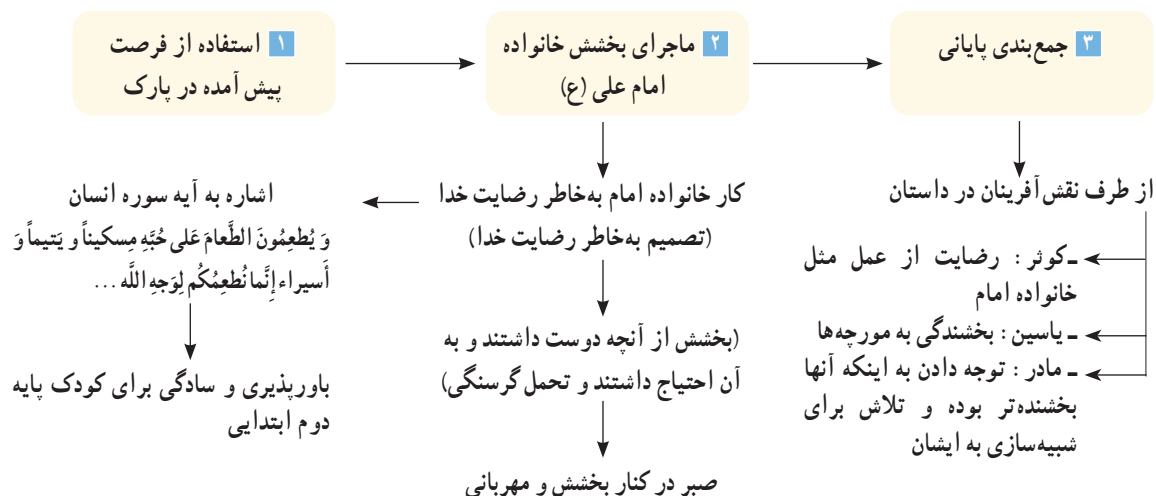 ۱ استفاده از فرصت
پیش آمده در پارک
۲ ماجرای بخشش خانواده
امام علی (ع)
۳ جمع‌بندی پایانی
کار خانواده امام به‌خاطر رضایت خدا
(تصمیم به‌خاطر رضایت خدا)
اشاره به آیه سوره انسان
وَ یُطعِمُونَ الطَّعامَ عَلی حُبِّهِ مِسکیناً و یَتیماً وَ
أَسیراء إِنَّما نُطعِمُکُم لِوَجهِ اللَّه ...
باورپذیری و سادگی برای کودک پایه
دوم ابتدایی
(بخشش از آنچه دوست داشتند و به
آن احتیاج داشتند و تحمل گرسنگی)
صبر در کنار بخشش و مهربانی
از طرف نقش‌آفرینان در داستان
ـ کوثر : رضایت از عمل مثل
خانواده امام
ـ یاسین : بخشندگی به مورچه‌ها
ـ مادر : توجه دادن به اینکه آنها
بخشنده‌تر بوده و تلاش برای
شبیه‌سازی به ایشان